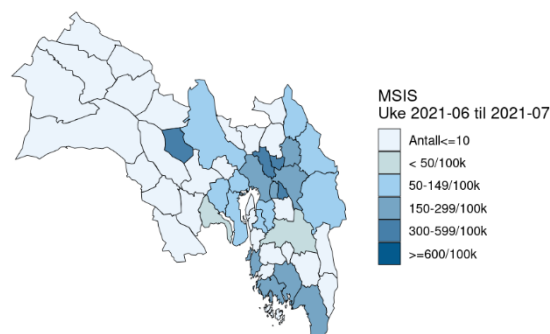 MSIS
Uke 2021-06 til 2021-07
Antall<=10
< 50/100k
50-149/100k
150-299/100k
300-599/100k
>=600/100k